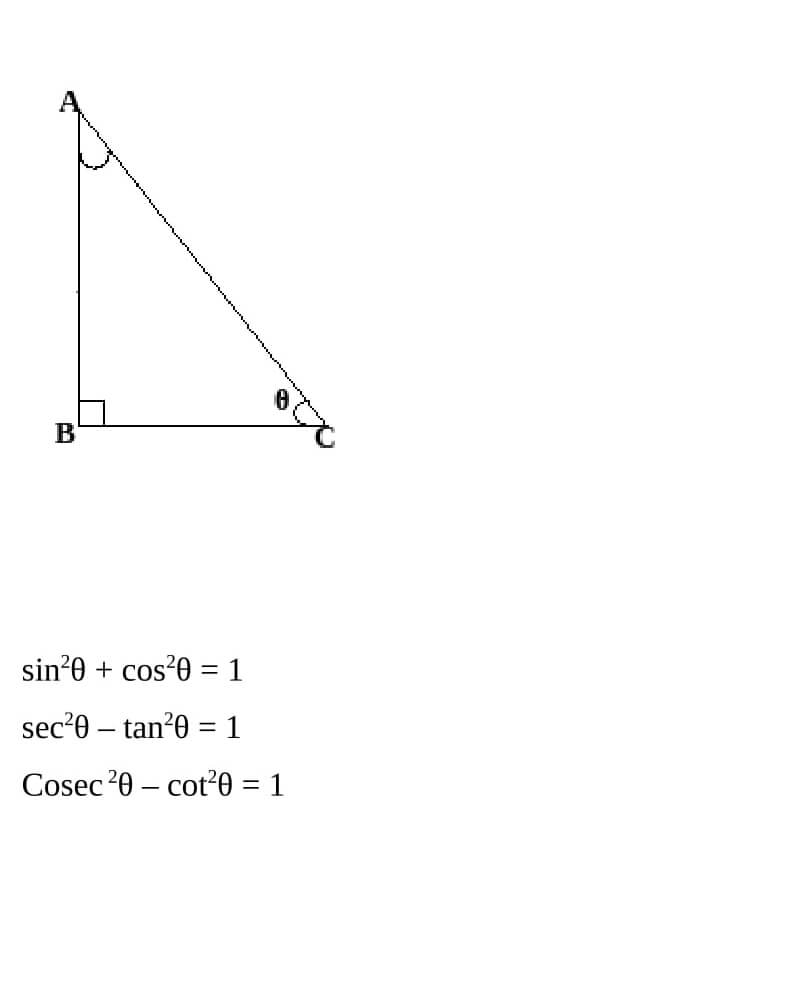 A
θ
B
C
sin²θ + cos²θ = 1
sec²θ – tan²θ = 1
Cosec ²θ – cot²θ = 1